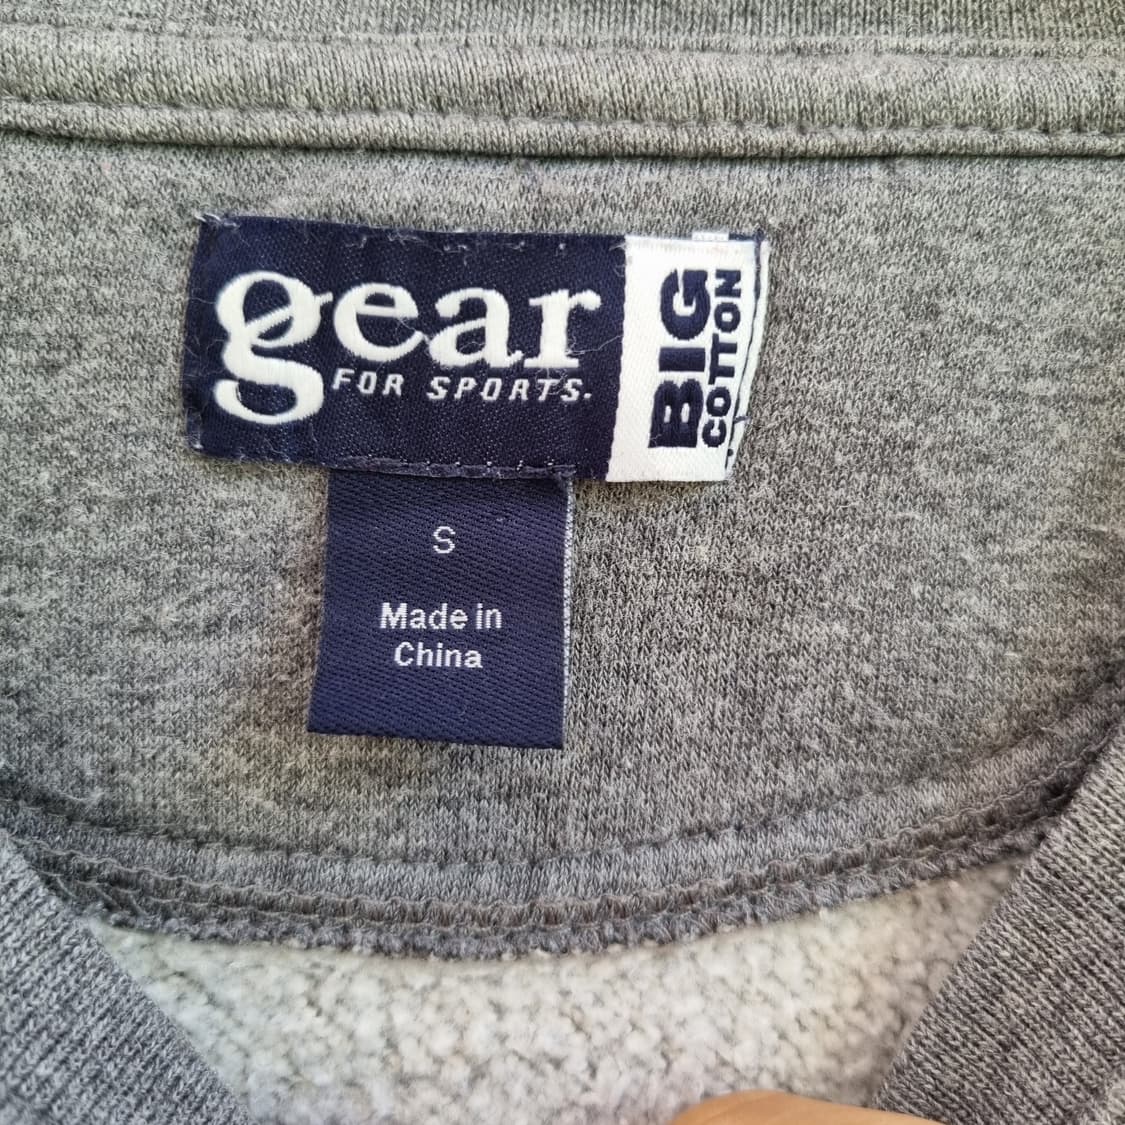 gear
FOR SPORTS.
BIG
COTTON
S
Made in
China